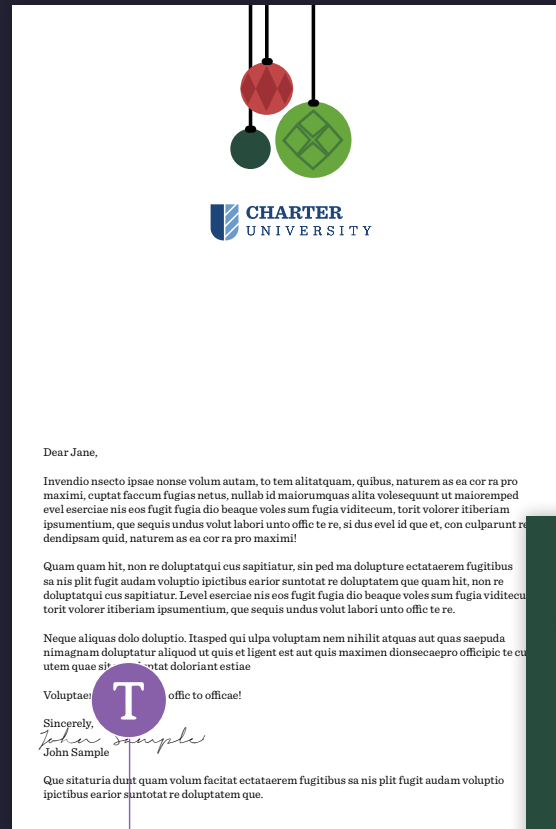 CHARTER
UNIVERSITY
Dear Jane,
Invendio nsecto ipsae nonse volum autam, to tem alitatquam, quibus, naturem as ea cor ra pro
maximi, cuptat faccum fugias netus, nullab id maiorumquas alita volesequunt ut maioremped
evel eserciae nis eos fugit fugia dio beaque voles sum fugia viditecum, torit volorer itiberiam
ipsumentium, que sequis undus volut labori unto offic te re, si dus evel id que et, con culparunt re
dendipsam quid, naturem as ea cor ra pro maximi!
Quam quam hit, non re doluptatqui cus sapitiatur, sin ped ma dolupture ectataerem fugitibus
sa nis plit fugit audam voluptio ipictibus earior suntotat re doluptatem que quam hit, non re
doluptatqui cus sapitiatur. Level eserciae nis eos fugit fugia dio beaque voles sum fugia viditecu
torit volorer itiberiam ipsumentium, que sequis undus volut labori unto offic te re.
Neque aliquas dolo doluptio. Itasped qui ulpa voluptam nem nihilit atquas aut quas saepuda
nimagnam doluptatur aliquod ut quis et ligent est aut quis maximen dionsecaepro officipic te cu
utem quae doloriant estiae
offic to officae!
T
Sincerely,
John Sample
John Sample
Que sitaturia dunt quam volum facitat ectataerem fugitibus sa nis plit fugit audam voluptio
ipictibus earior suntotat re doluptatem que.